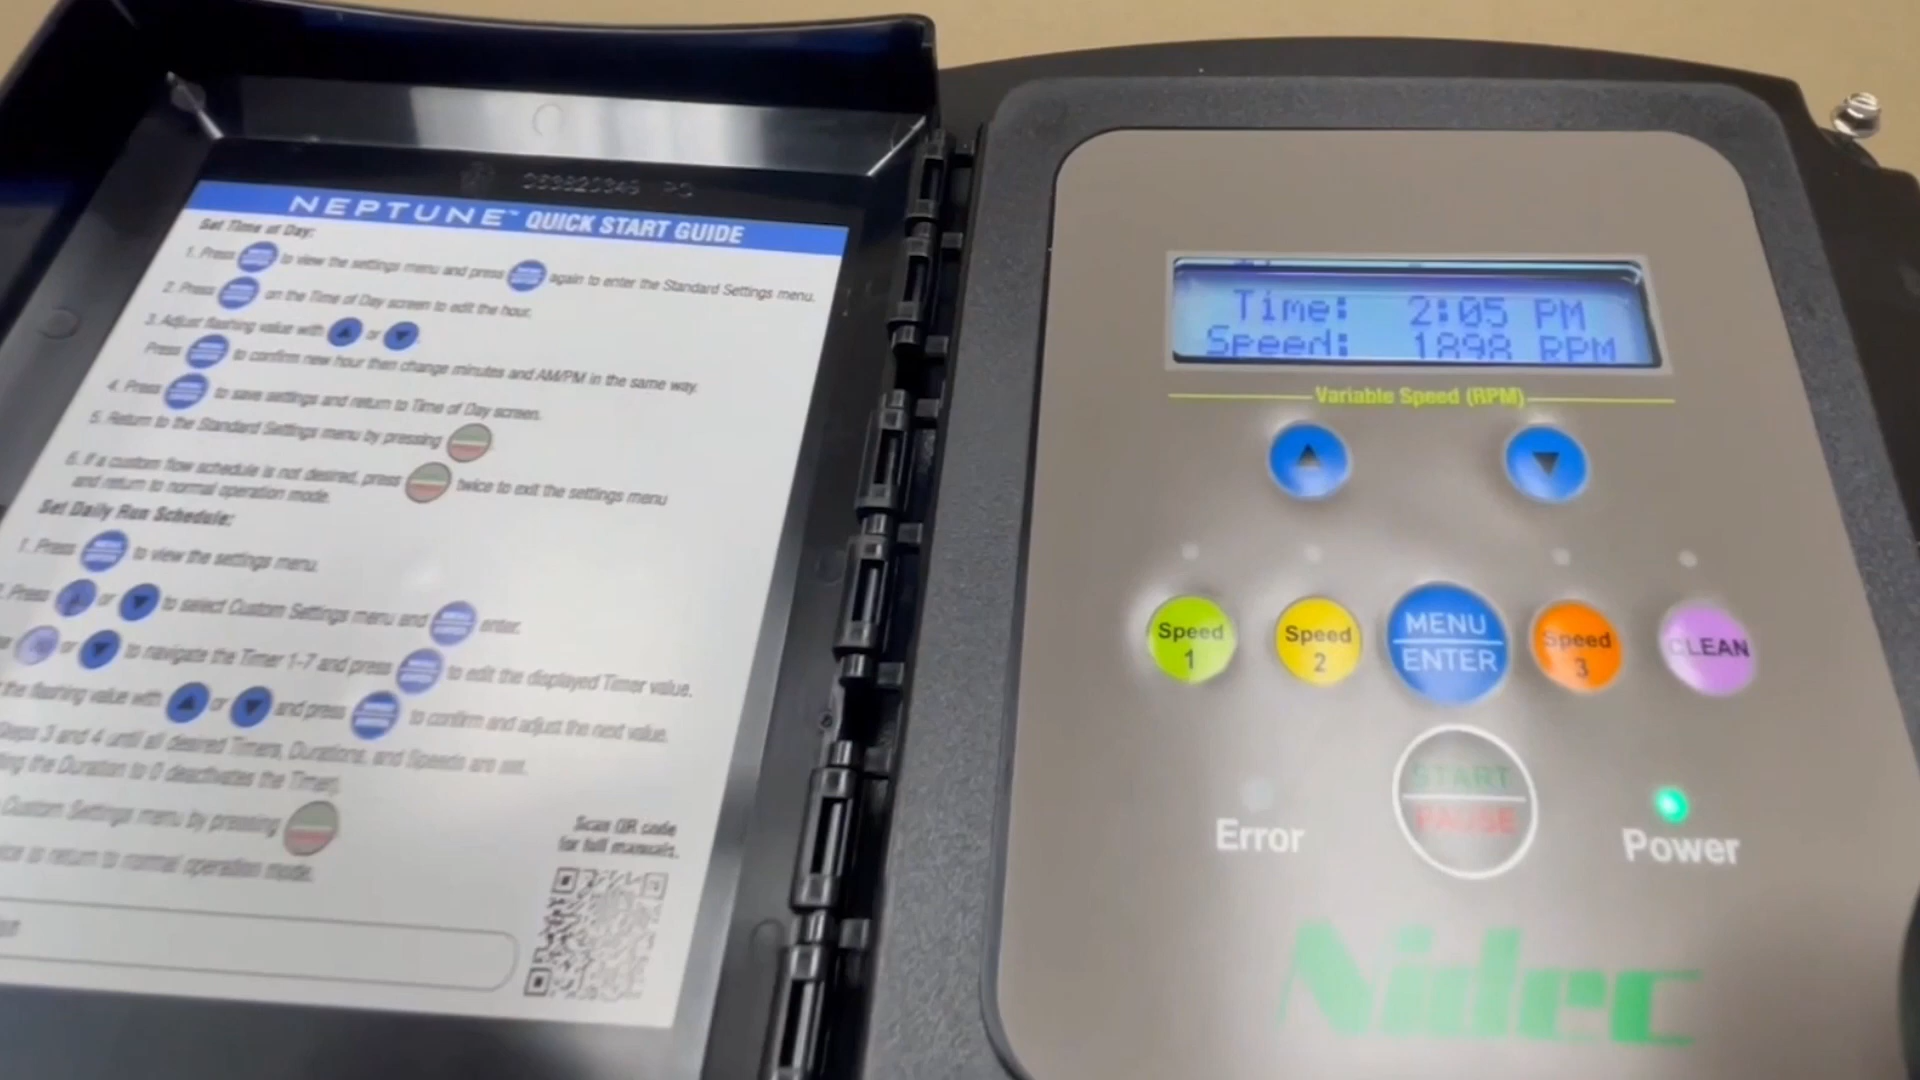 NEPTUNE™ QUICK START GUIDE
Set Time of Day:
1. Press to view the settings menu and press again to enter the Standard Settings menu.
2. Press on the Time of Day screen to edit the hour.
3. Adjust flashing value with ▲ or ▼.
Press to confirm new hour then change minutes and AM/PM in the same way.
4. Press to save settings and return to Time of Day screen.
5. Return to the Standard Settings menu by pressing
6. If a custom flow schedule is not desired, press twice to exit the settings menu
and return to normal operation mode.
Set Daily Run Schedule:
1. Press to view the settings menu.
Press ▲ or ▼ to select Custom Settings menu and enter.
or ▼ to navigate the Timer 1-7 and press to edit the displayed Timer value.
the flashing value with ▲ or ▼ and press to confirm and adjust the next value.
Steps 3 and 4 until all desired Timers, Durations, and Speeds are set.
the Duration to 0 deactivates the Timer)
Custom Settings menu by pressing
to return to normal operation mode.
Scan QR code
for full manuals.
Time: 2:05 PM
Speed: 1898 RPM
Variable Speed (RPM)
▲ ▼
Speed 1
Speed 2
MENU
ENTER
Speed 3
CLEAN
START
PAUSE
Error
Power
Nidec